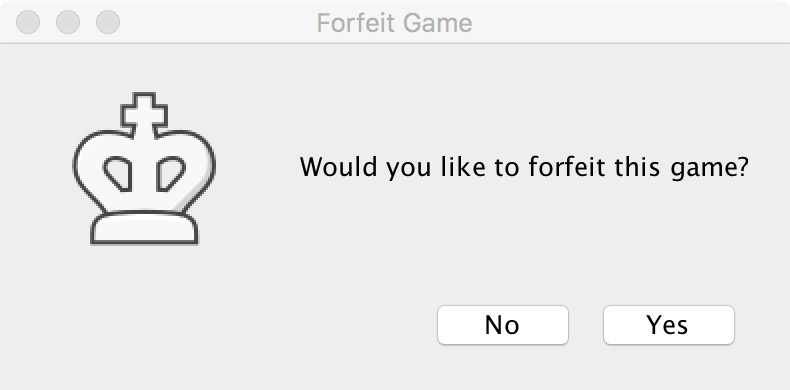 Forfeit Game
Would you like to forfeit this game?
No
Yes